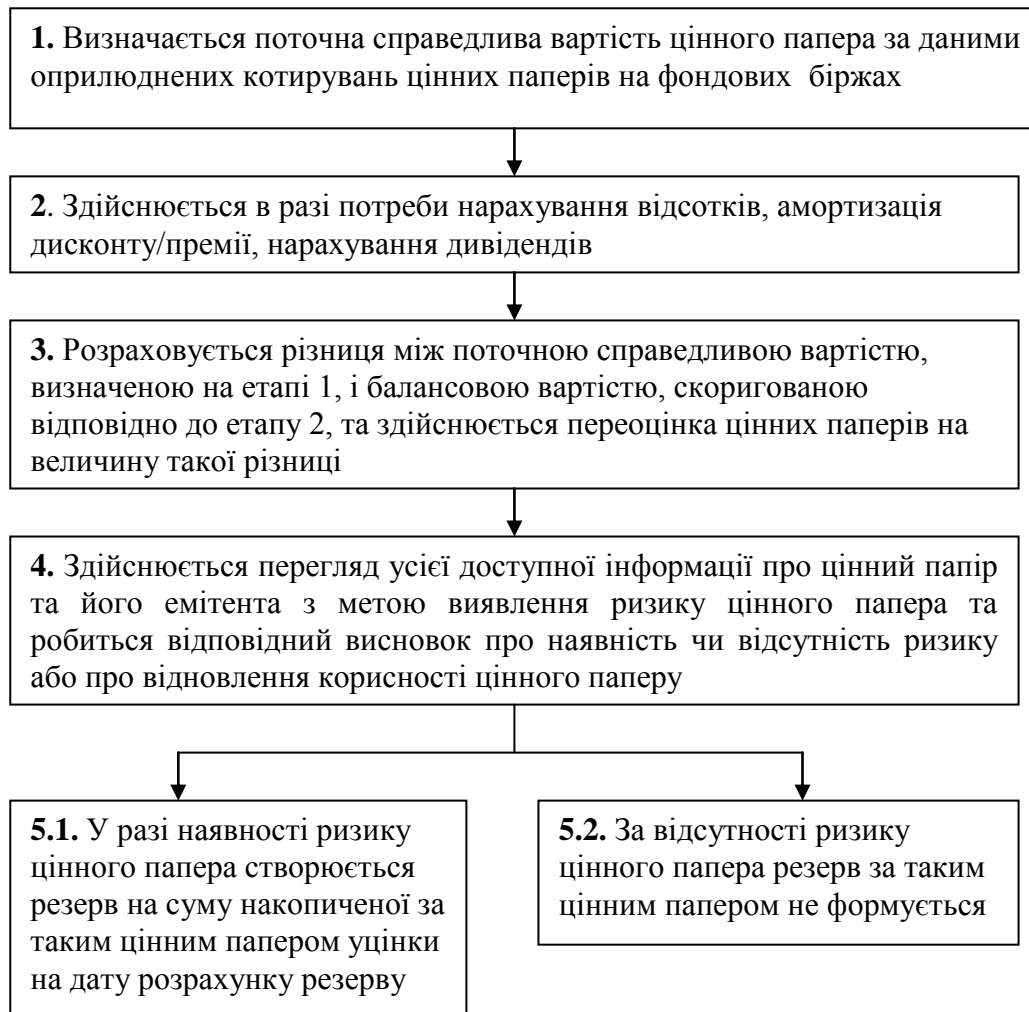 1. Визначається поточна справедлива вартість цінного папера за даними
оприлюднених котирувань цінних паперів на фондових біржах
2. Здійснюється в разі потреби нарахування відсотків, амортизація
дисконту/премії, нарахування дивідендів
3. Розраховується різниця між поточною справедливою вартістю,
визначеною на етапі 1, і балансовою вартістю, скоригованою
відповідно до етапу 2, та здійснюється переоцінка цінних паперів на
величину такої різниці
4. Здійснюється перегляд усієї доступної інформації про цінний папір
та його емітента з метою виявлення ризику цінного папера та
робиться відповідний висновок про наявність чи відсутність ризику
або про відновлення корисності цінного паперу
5.1. У разі наявності ризику
цінного папера створюється
резерв на суму накопиченої за
таким цінним папером уцінки
на дату розрахунку резерву
5.2. За відсутності ризику
цінного папера резерв за таким
цінним папером не формується